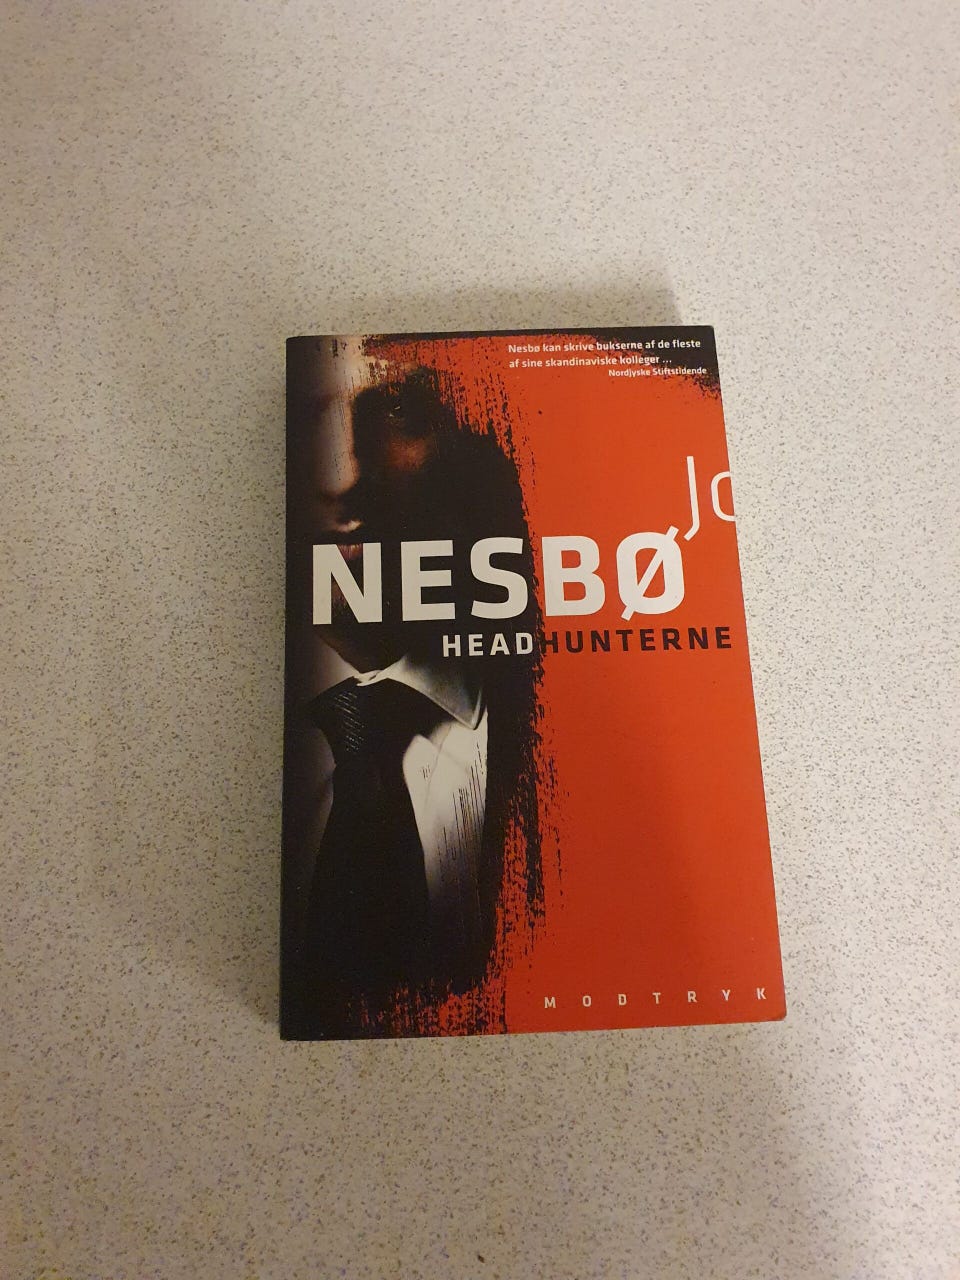 Nesbø kan skrive bukserne af de fleste
af sine skandinaviske kolleger ...
Nordjyske Stiftstidende
Jo
NESBØ
HEADHUNTERNE
MODTRYK